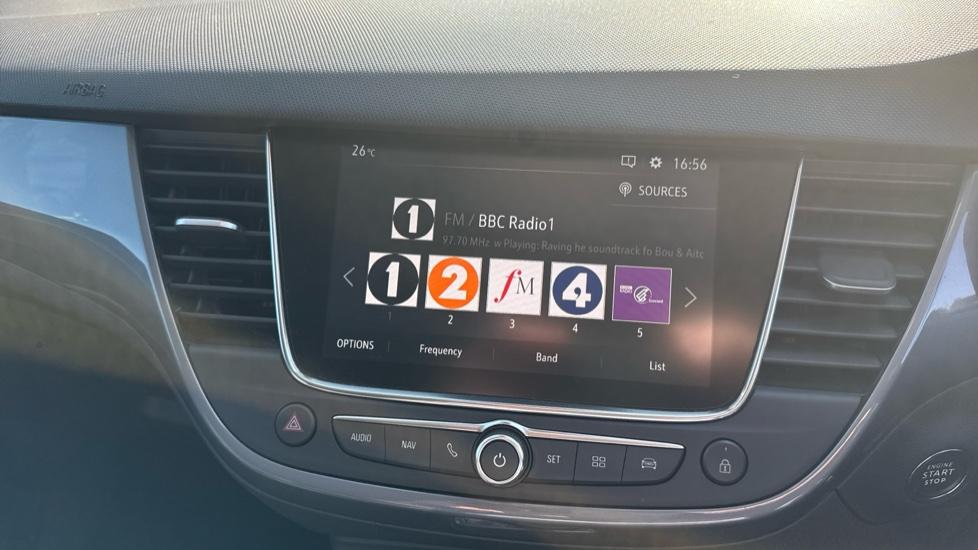 AIRBAG
26°C
16:56
SOURCES
1 FM / BBC Radio1
97.70 MHz w Playing: Raving he soundtrack fo Bou & Aitc
1 2 fM 4
1 2 3 4 5
OPTIONS Frequency Band List
AUDIO NAV SET
ENGINE
START
STOP